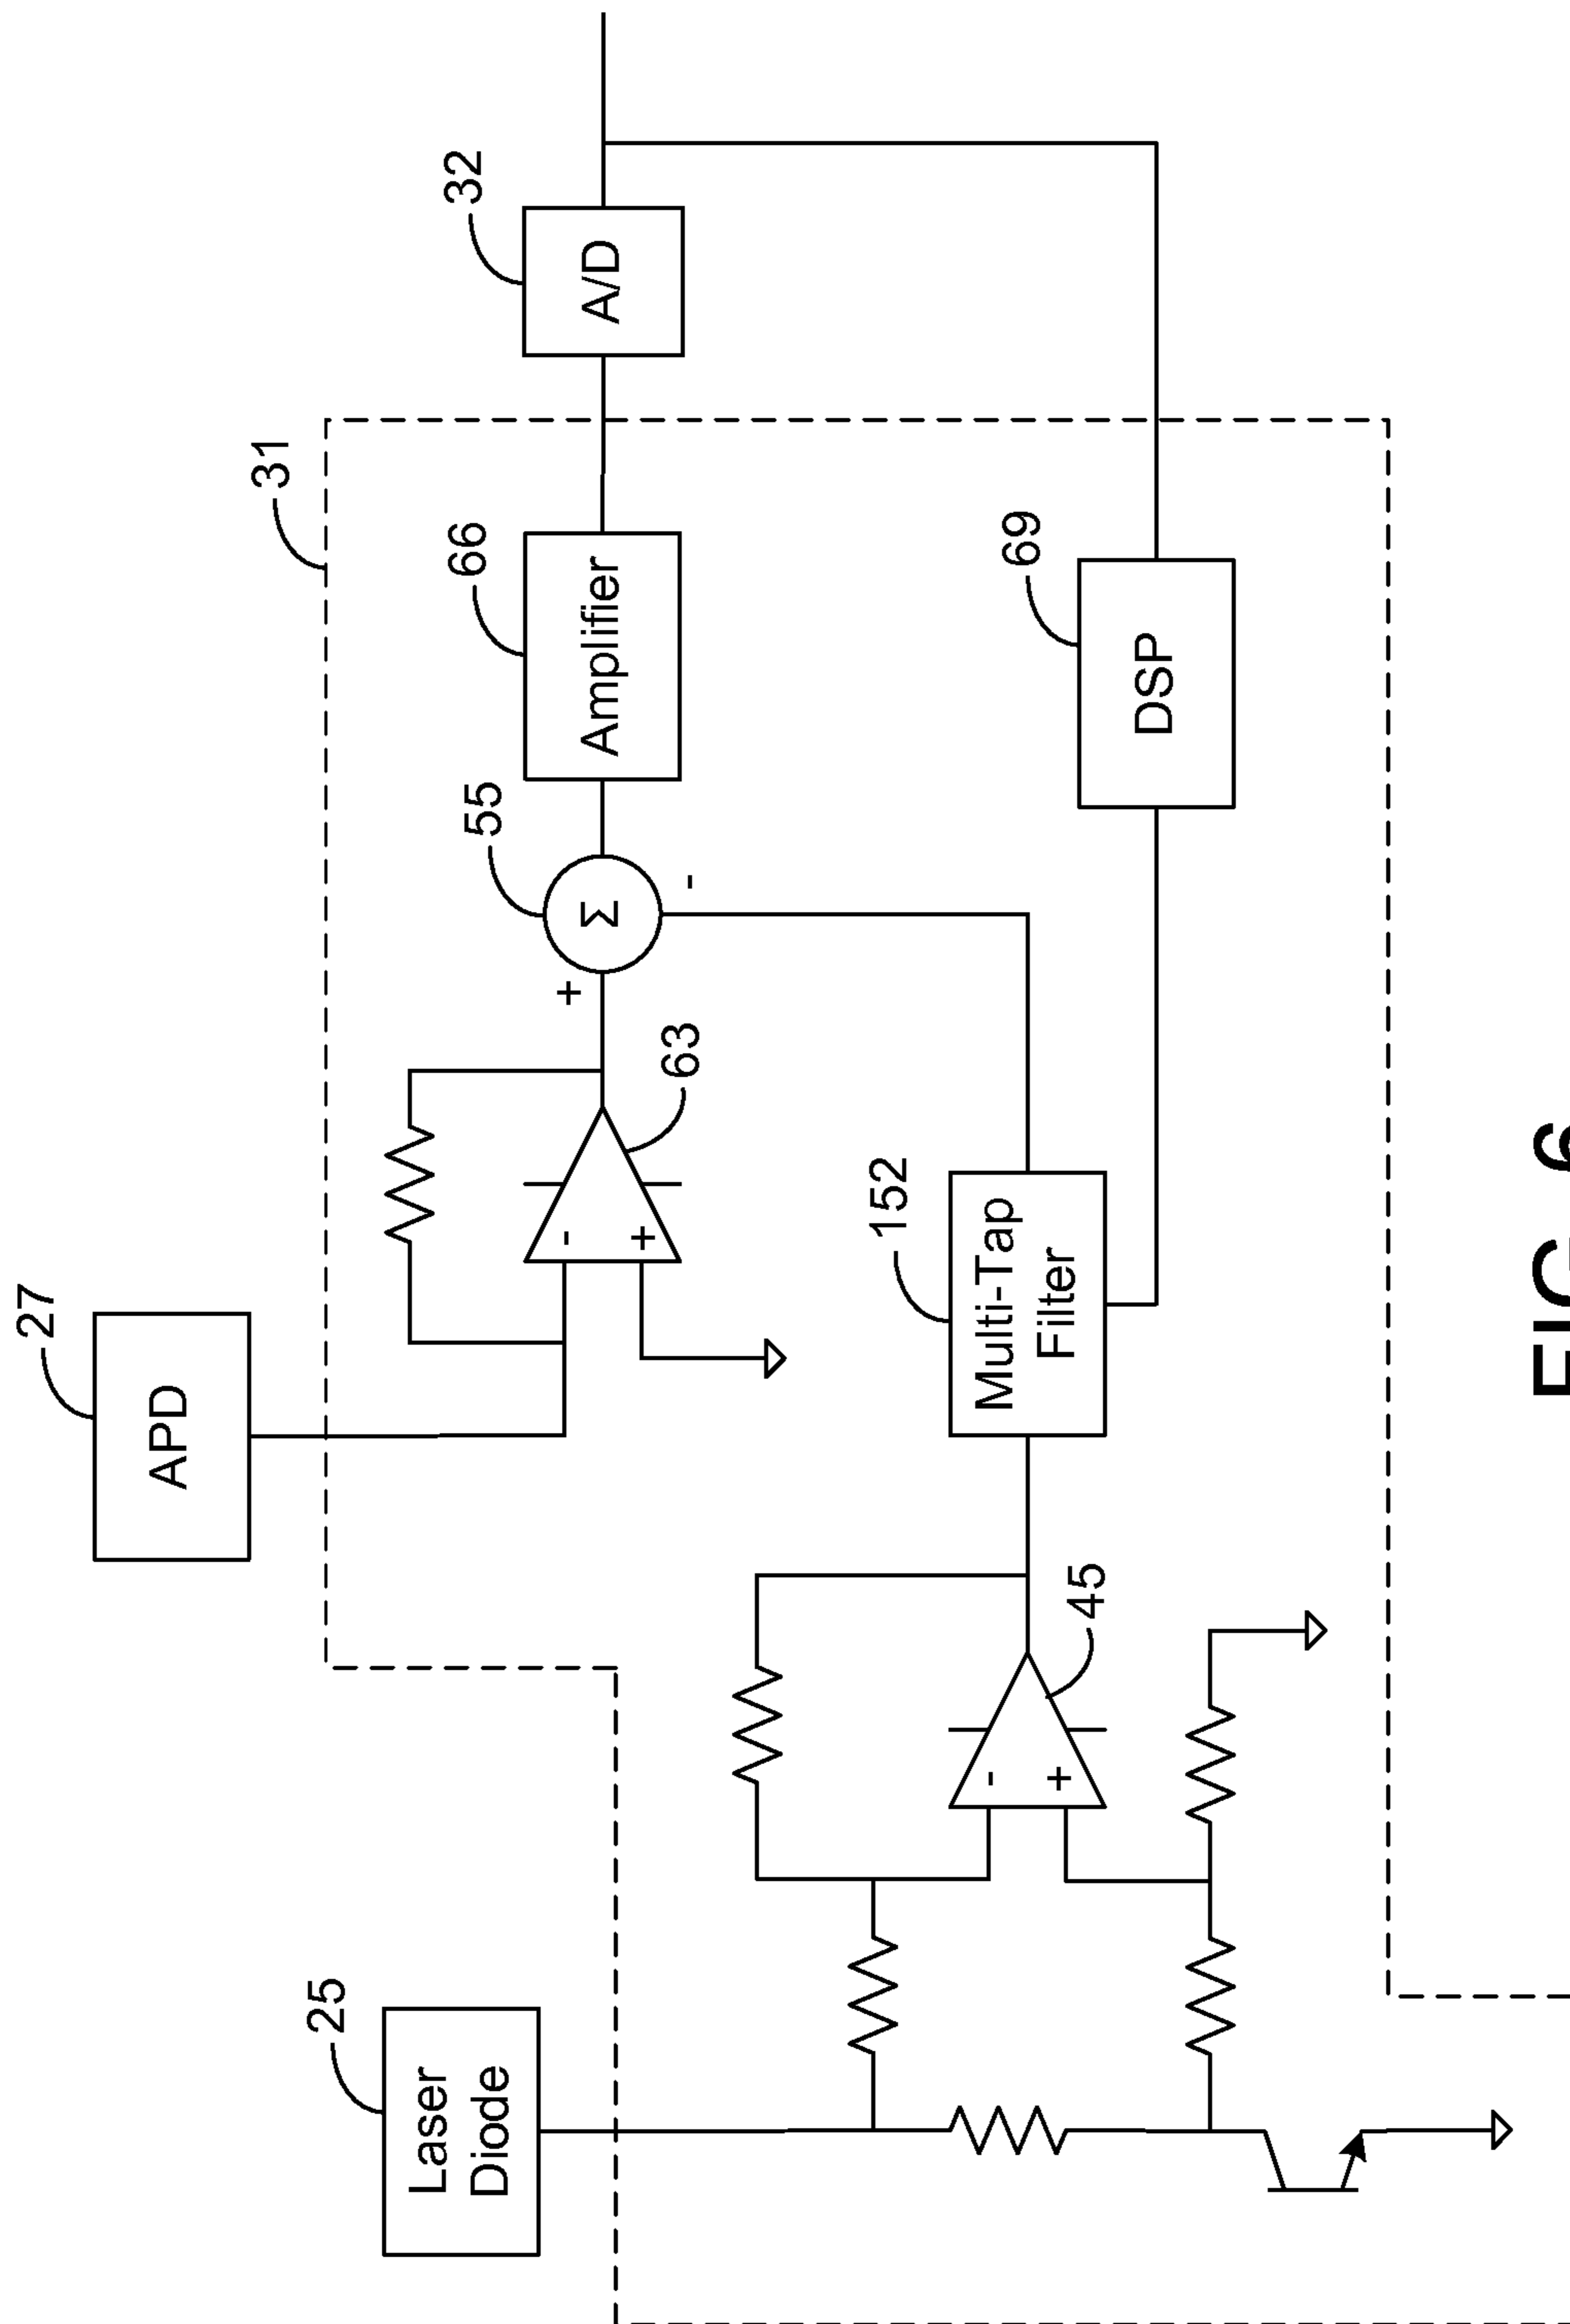 27
APD
31
32
A/D
66
Amplifier
55
Σ
+
-
63
-
+
25
Laser
Diode
45
-
+
152
Multi-Tap
Filter
69
DSP